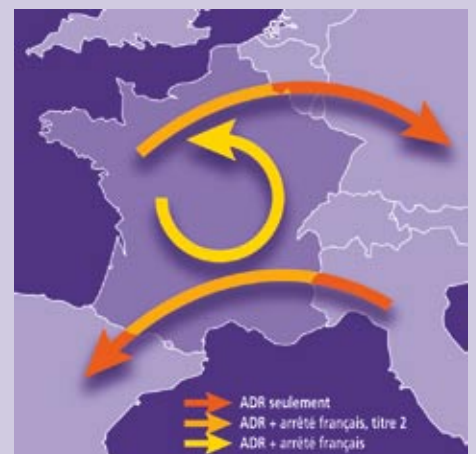 ADR seulement
ADR + arrêté français, titre 2
ADR + arrêté français